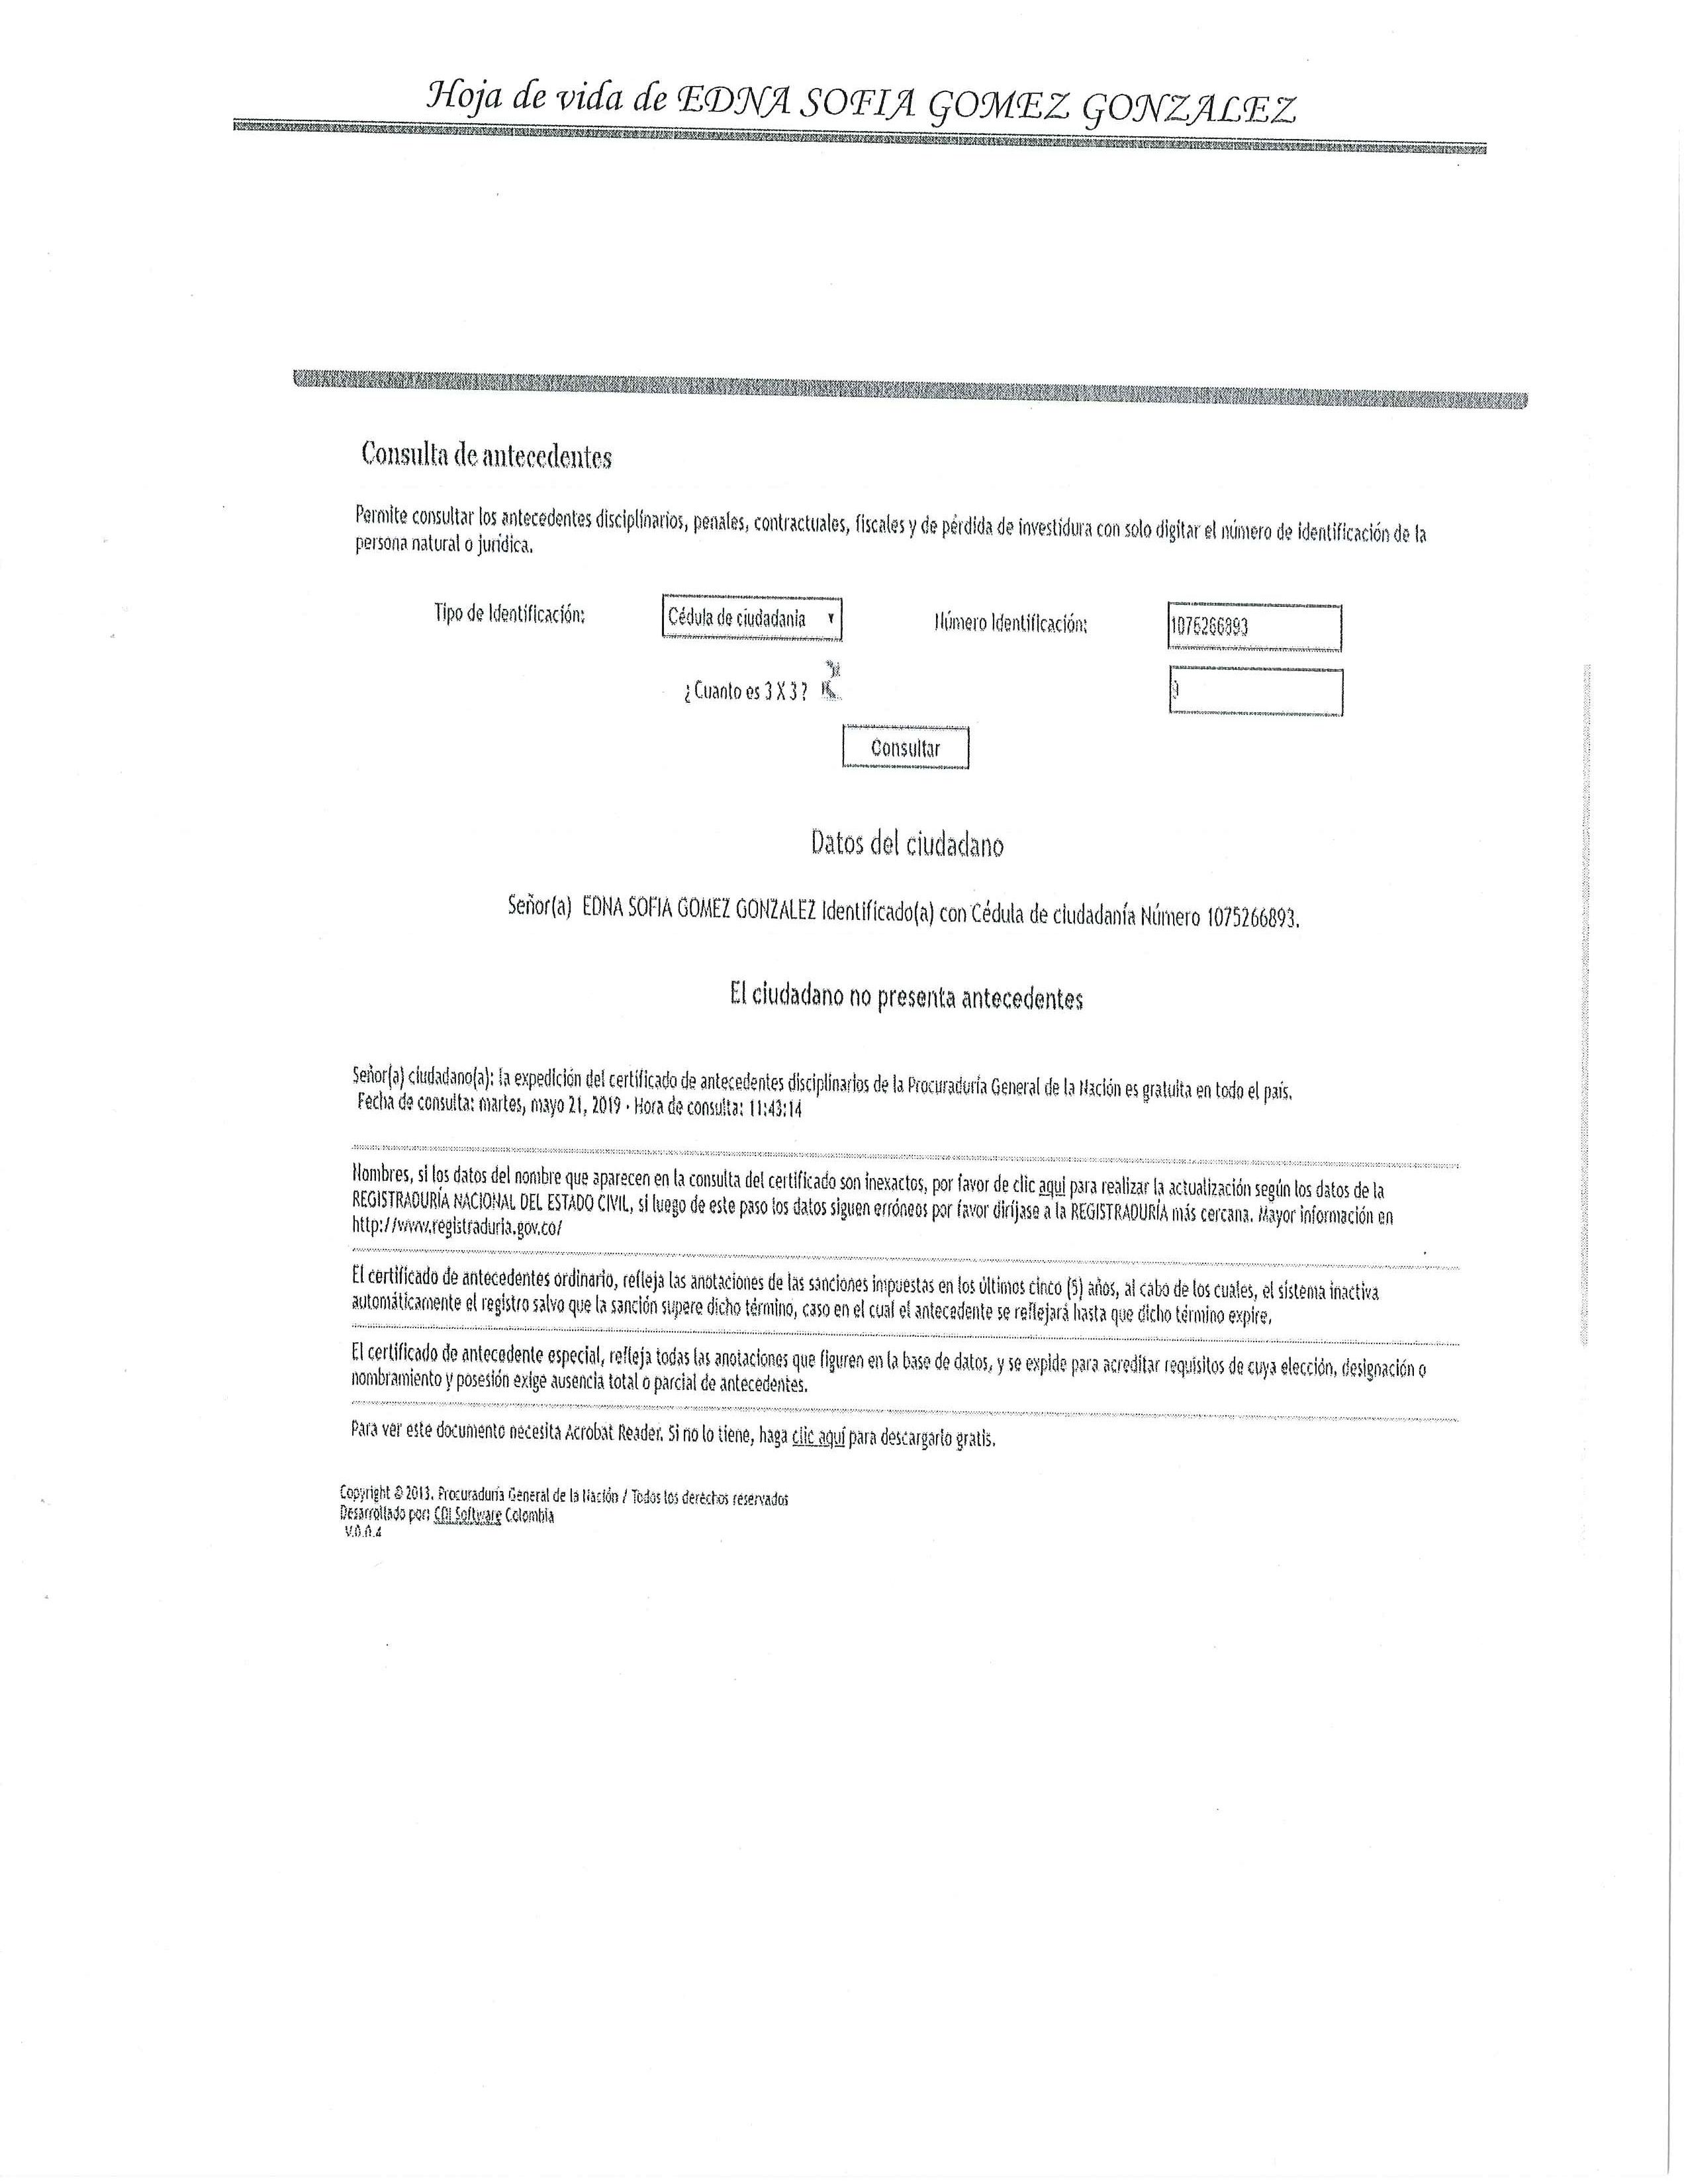 Hoja de vida de EDNA SOFIA GOMEZ GONZALEZ
Consulta de antecedentes
Permite consultar los antecedentes disciplinarios, penales, contractuales, fiscales y de pérdida de investidura con solo digitar el número de identificación de la
persona natural o jurídica.
Tipo de Identificación: Cédula de ciudadanía Número Identificación: 1075266893
¿Cuanto es 3 X 3? 9
Consultar
Datos del ciudadano
Señor(a) EDNA SOFIA GOMEZ GONZALEZ Identificado(a) con Cédula de ciudadanía Número 1075266893.
El ciudadano no presenta antecedentes
Señor(a) ciudadano(a): la expedición del certificado de antecedentes disciplinarios de la Procuraduría General de la Nación es gratuita en todo el país.
Fecha de consulta: martes, mayo 21, 2019 - Hora de consulta: 11:43:14
Nombres, si los datos del nombre que aparecen en la consulta del certificado son inexactos, por favor de clic aquí para realizar la actualización según los datos de la
REGISTRADURÍA NACIONAL DEL ESTADO CIVIL, si luego de este paso los datos siguen erróneos por favor diríjase a la REGISTRADURÍA más cercana. Mayor información en
http://www.registraduria.gov.co/
El certificado de antecedentes ordinario, refleja las anotaciones de las sanciones impuestas en los últimos cinco (5) años, al cabo de los cuales, el sistema inactiva
automáticamente el registro salvo que la sanción supere dicho término, caso en el cual el antecedente se reflejará hasta que dicho término expire.
El certificado de antecedente especial, refleja todas las anotaciones que figuren en la base de datos, y se expide para acreditar requisitos de cuya elección, designación o
nombramiento y posesión exige ausencia total o parcial de antecedentes.
Para ver este documento necesita Acrobat Reader. Si no lo tiene, haga clic aquí para descargarlo gratis.
Copyright © 2013. Procuraduría General de la Nación / Todos los derechos reservados
Desarrollado por: CDI Software Colombia
V.0.0.4